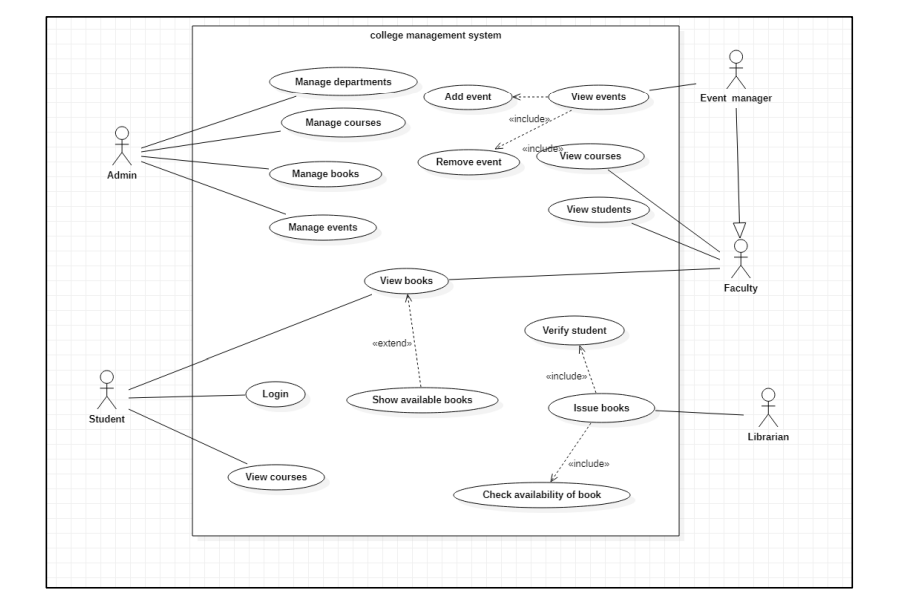 college management system
Manage departments
Add event
View events
Event  manager
Manage courses
«include»
Admin
Remove event
«include»
View courses
Manage books
View students
Manage events
View books
Faculty
Verify student
«extend»
«include»
Login
Show available books
Issue books
Student
Librarian
«include»
View courses
Check availability of book